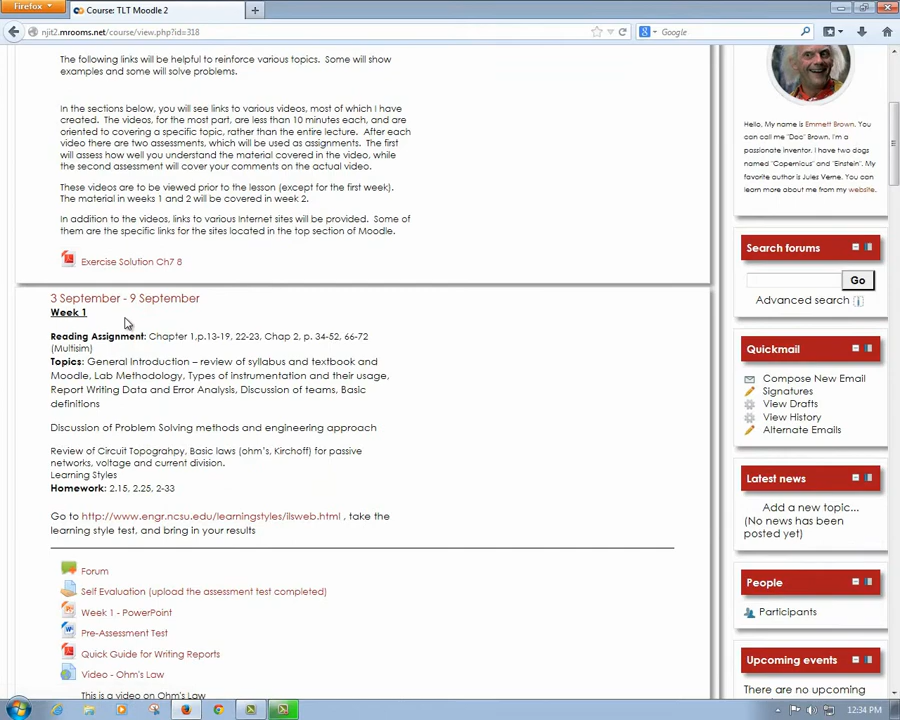 Firefox
Course: TLT Moodle 2
njit2.mrooms.net/course/view.php?id=318
Google
The following links will be helpful to reinforce various topics. Some will show
examples and some will solve problems.
In the sections below, you will see links to various videos, most of which I have
created. The videos, for the most part, are less than 10 minutes each, and are
oriented to covering a specific topic, rather than the entire lecture. After each
video there are two assessments, which will be used as assignments. The first
will assess how well you understand the material covered in the video, while
the second assessment will cover your comments on the actual video.
These videos are to be viewed prior to the lesson (except for the first week).
The material in weeks 1 and 2 will be covered in week 2.
In addition to the videos, links to various Internet sites will be provided. Some of
them are the specific links for the sites located in the top section of Moodle.
Exercise Solution Ch7 8
3 September - 9 September
Week 1
Reading Assignment: Chapter 1,p.13-19, 22-23, Chap 2, p. 34-52, 66-72
(Multisim)
Topics: General Introduction – review of syllabus and textbook and
Moodle, Lab Methodology, Types of instrumentation and their usage,
Report Writing Data and Error Analysis, Discussion of teams, Basic
definitions
Discussion of Problem Solving methods and engineering approach
Review of Circuit Topograhpy, Basic laws (ohm's, Kirchoff) for passive
networks, voltage and current division.
Learning Styles
Homework: 2.15, 2.25, 2-33
Go to http://www.engr.ncsu.edu/learningstyles/ilsweb.html , take the
learning style test, and bring in your results
Forum
Self Evaluation (upload the assessment test completed)
Week 1 - PowerPoint
Pre-Assessment Test
Quick Guide for Writing Reports
Video - Ohm's Law
This is a video on Ohm's Law
Hello, My name is Emmett Brown. You
can call me "Doc" Brown. I'm a
passionate inventor. I have two dogs
named "Copernicus" and "Einstein". My
favorite author is Jules Verne. You can
learn more about me from my website.
Search forums
Go
Advanced search
Quickmail
Compose New Email
Signatures
View Drafts
View History
Alternate Emails
Latest news
Add a new topic...
(No news has been
posted yet)
People
Participants
Upcoming events
There are no upcoming
12:34 PM